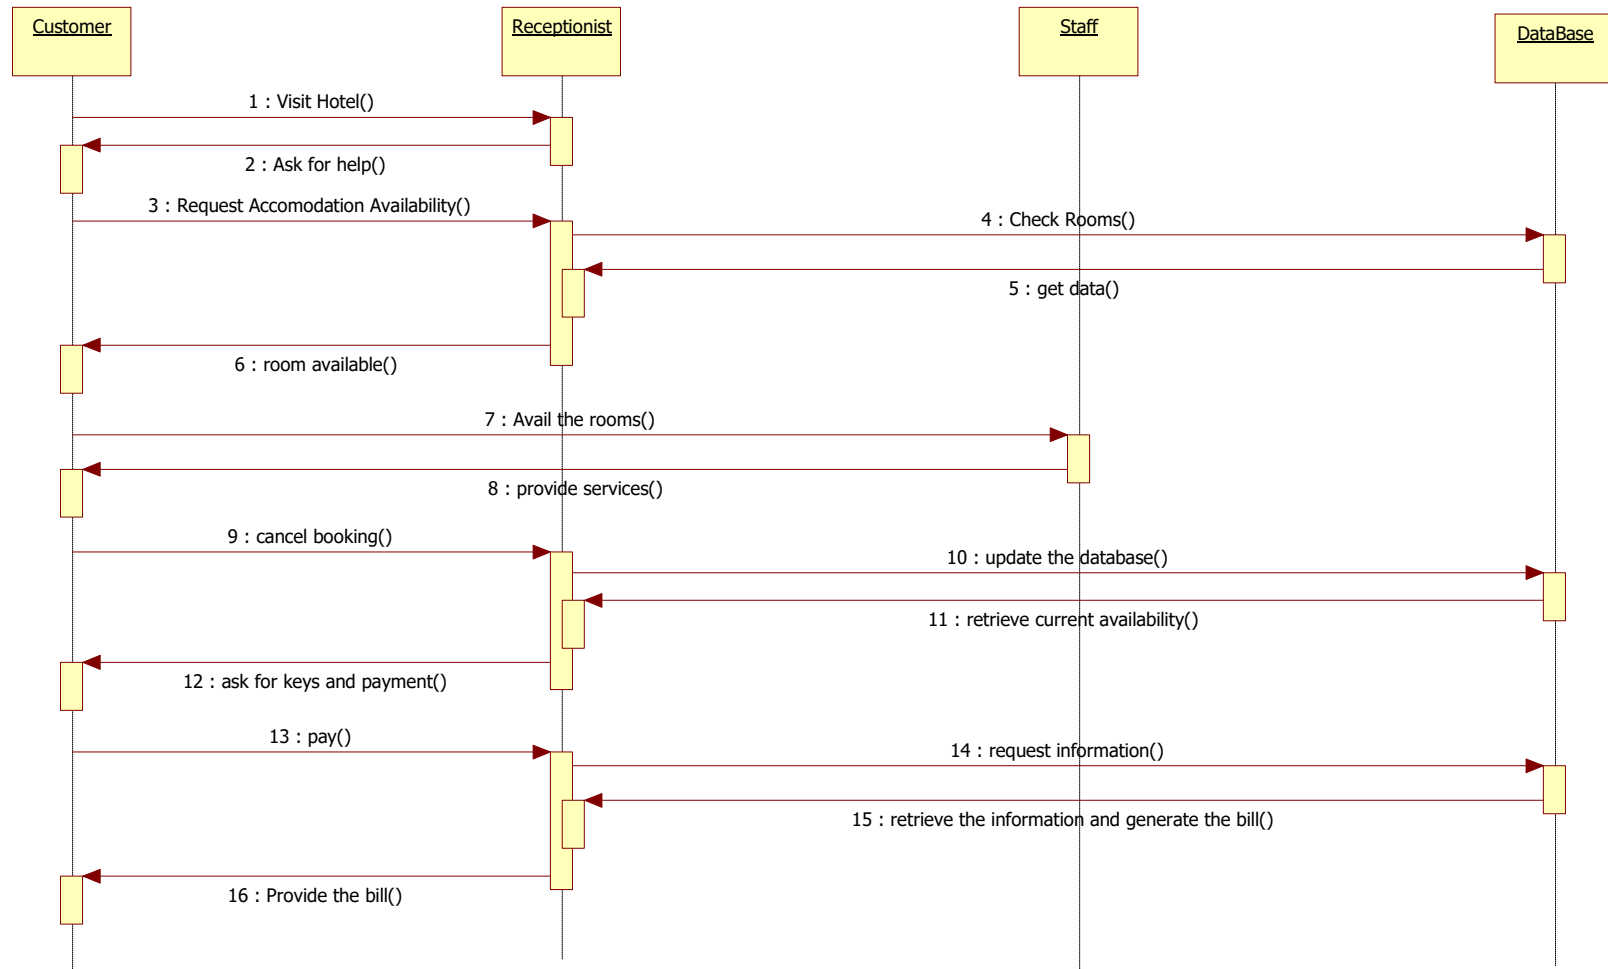 Customer
Receptionist
Staff
DataBase
1 : Visit Hotel()
2 : Ask for help()
3 : Request Accomodation Availability()
4 : Check Rooms()
5 : get data()
6 : room available()
7 : Avail the rooms()
8 : provide services()
9 : cancel booking()
10 : update the database()
11 : retrieve current availability()
12 : ask for keys and payment()
13 : pay()
14 : request information()
15 : retrieve the information and generate the bill()
16 : Provide the bill()